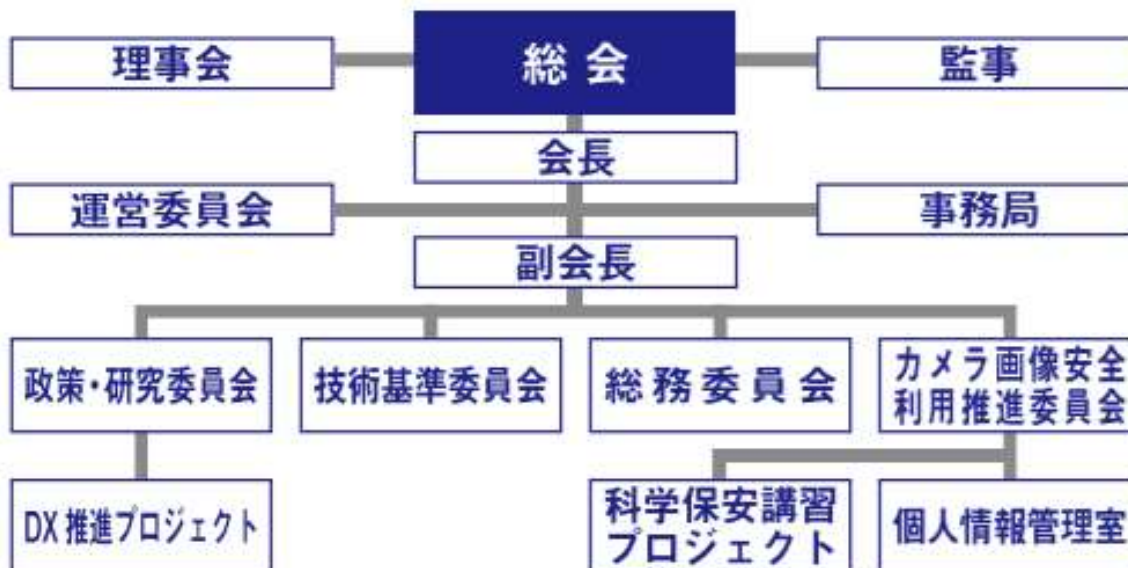 理事会
総会
監事
会長
運営委員会
事務局
副会長
政策・研究委員会
技術基準委員会
総務委員会
カメラ画像安全
利用推進委員会
DX推進プロジェクト
科学保安講習
プロジェクト
個人情報管理室